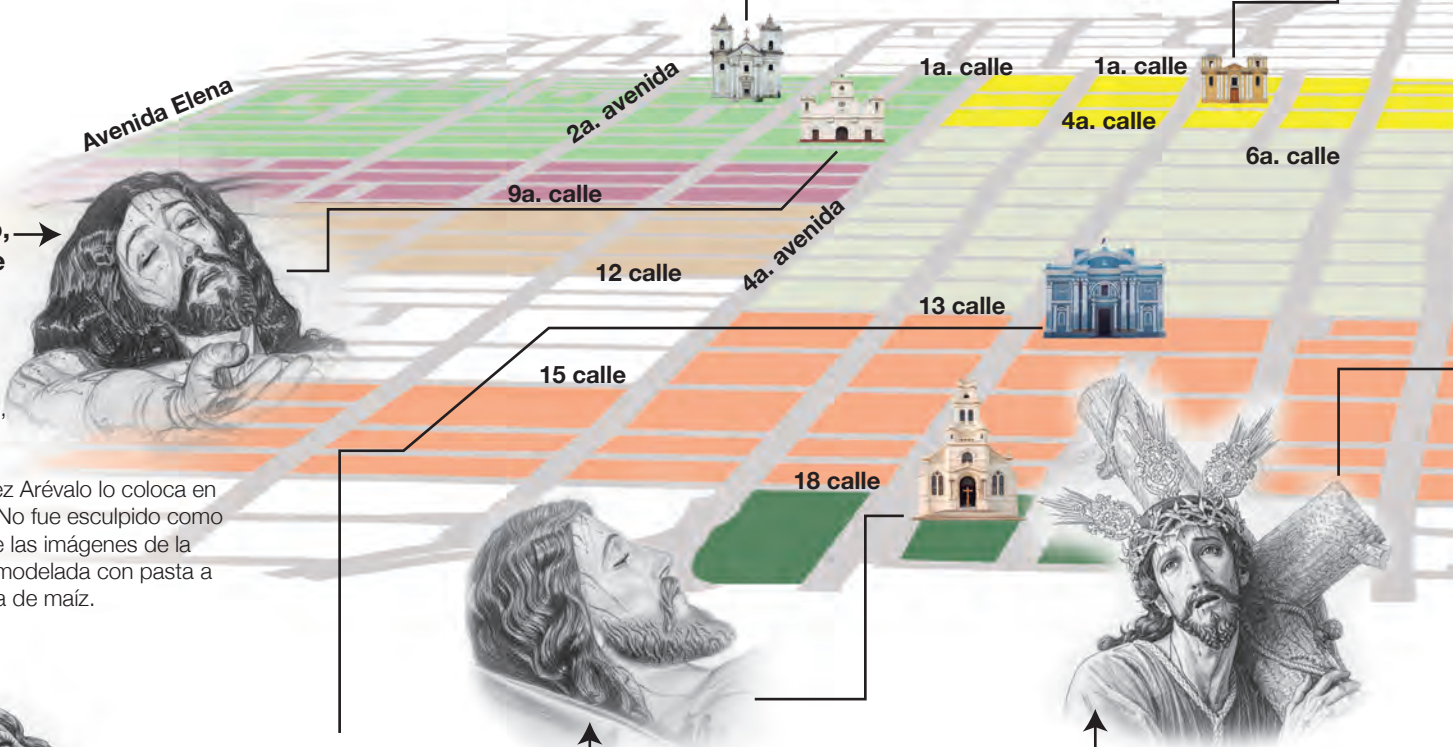 1a. calle
1a. calle
Avenida Elena
2a. avenida
4a. calle
6a. calle
9a. calle
4a. avenida
12 calle
13 calle
15 calle
18 calle
ez Arévalo lo coloca en
No fue esculpido como
e las imágenes de la
modelada con pasta a
a de maíz.